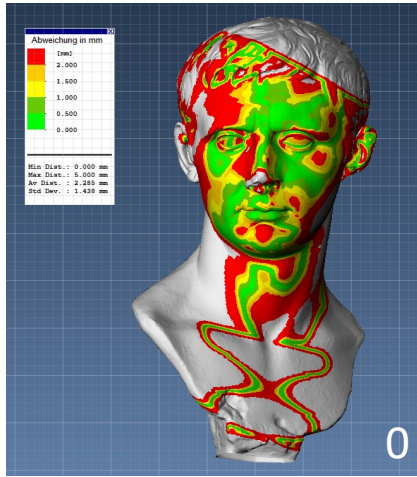 Abweichung in mm
[mm]
2.000
1.500
1.000
0.500
0.000
Min Dist.: 0.000 mm
Max Dist.: 5.000 mm
Av Dist. : 2.285 mm
Std Dev. : 1.438 mm
0